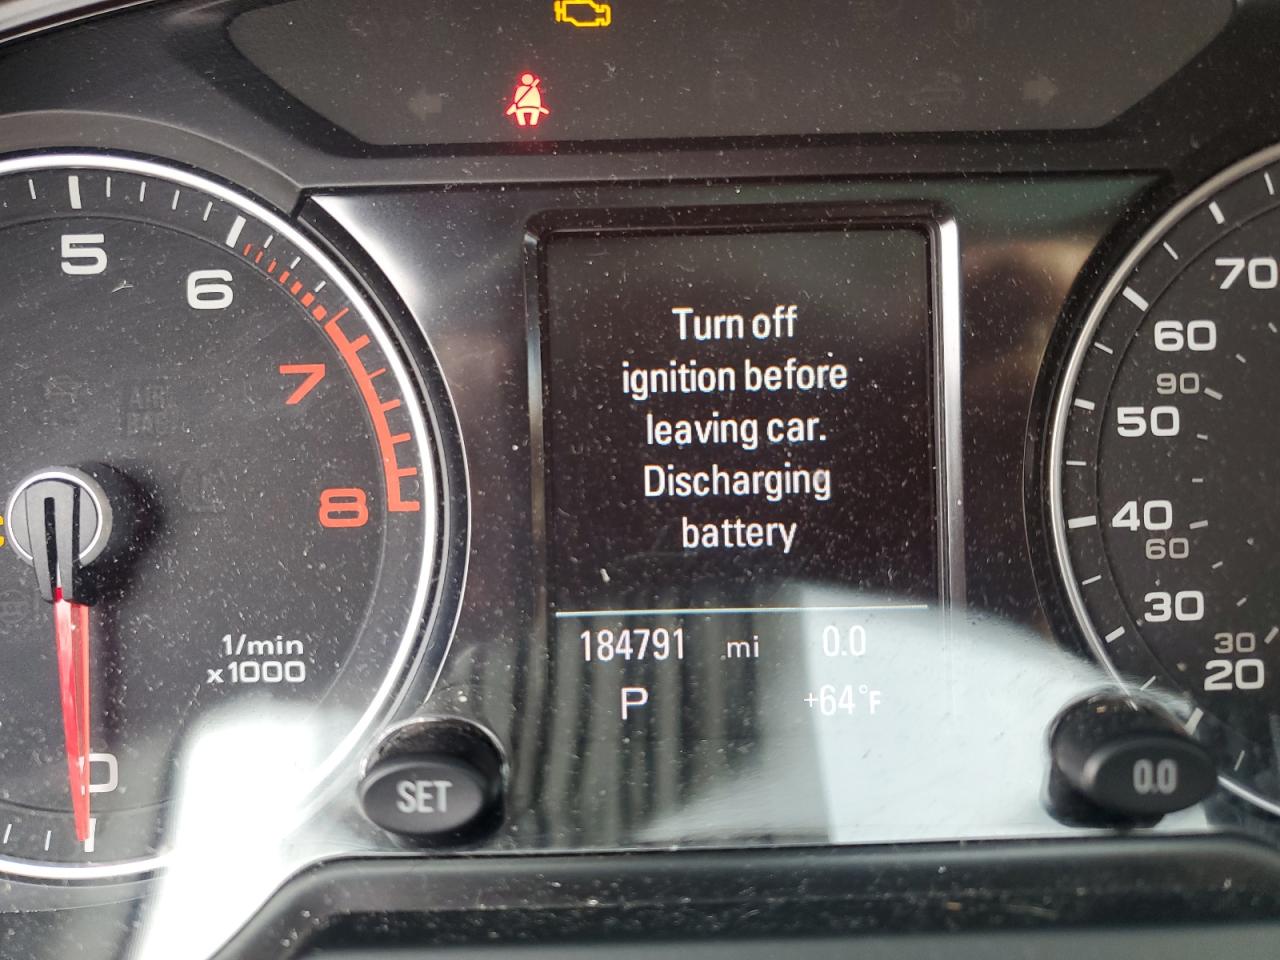 5
6
7
8
1/min
x1000
0
SET
Turn off
ignition before
leaving car.
Discharging
battery
184791 mi 0.0
P +64°F
70
60
90
50
40
60
30
30
20
0.0